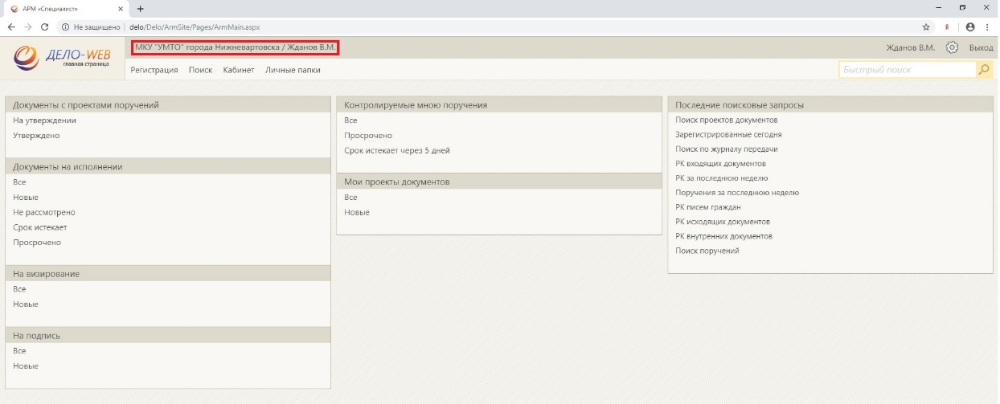 АРМ «Специалист»
Не защищено
delo/Delo/ArmSite/Pages/ArmMain.aspx
ДЕЛО-WEB
главная страница
МКУ "УМТО" города Нижневартовска / Жданов В.М.
Жданов В.М.
Выход
Регистрация Поиск Кабинет Личные папки
Быстрый поиск
Документы с проектами поручений
На утверждении
Утверждено
Документы на исполнении
Все
Новые
Не рассмотрено
Срок истекает
Просрочено
На визирование
Все
Новые
На подпись
Все
Новые
Контролируемые мною поручения
Все
Просрочено
Срок истекает через 5 дней
Мои проекты документов
Все
Новые
Последние поисковые запросы
Поиск проектов документов
Зарегистрированные сегодня
Поиск по журналу передачи
РК входящих документов
РК за последнюю неделю
Поручения за последнюю неделю
РК писем граждан
РК исходящих документов
РК внутренних документов
Поиск поручений